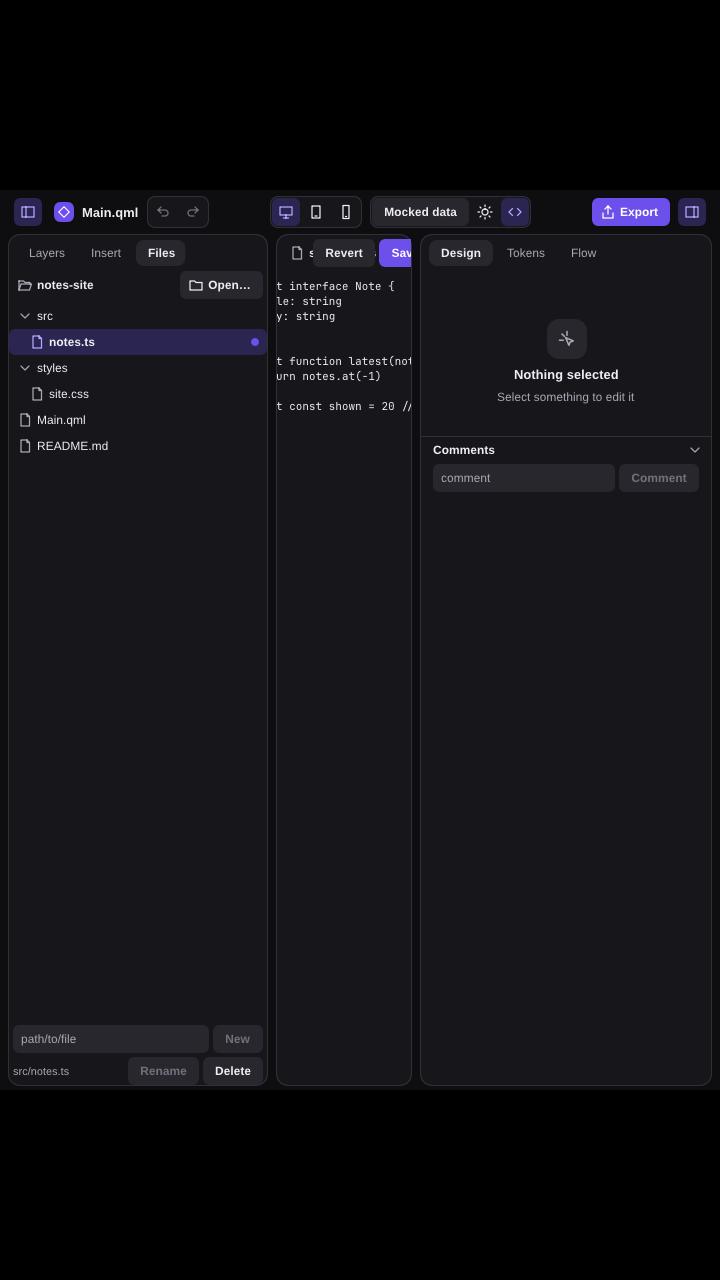 Main.qml
Mocked data
Export
Layers Insert Files
notes-site
Open…
src
notes.ts
styles
site.css
Main.qml
README.md
path/to/file
New
src/notes.ts
Rename
Delete
Revert
Sav
t interface Note {
le: string
y: string
t function latest(not
urn notes.at(-1)
t const shown = 20 //
Design Tokens Flow
Nothing selected
Select something to edit it
Comments
comment
Comment